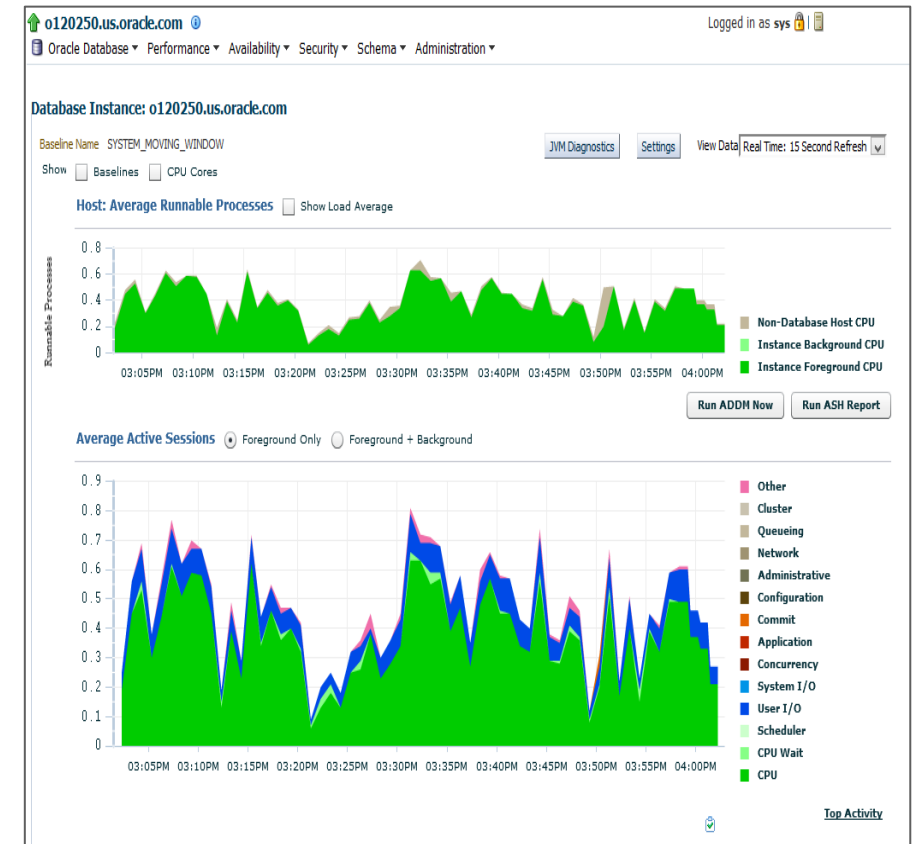 o120250.us.oracle.com Logged in as sys
Oracle Database Performance Availability Security Schema Administration
Database Instance: o120250.us.oracle.com
Baseline Name SYSTEM_MOVING_WINDOW JVM Diagnostics Settings View Data Real Time: 15 Second Refresh
Show Baselines CPU Cores
Host: Average Runnable Processes Show Load Average
Runnable Processes
0.8
0.6
0.4
0.2
0
03:05PM 03:10PM 03:15PM 03:20PM 03:25PM 03:30PM 03:35PM 03:40PM 03:45PM 03:50PM 03:55PM 04:00PM
Non-Database Host CPU
Instance Background CPU
Instance Foreground CPU
Run ADDM Now Run ASH Report
Average Active Sessions Foreground Only Foreground + Background
0.9
0.8
0.7
0.6
0.5
0.4
0.3
0.2
0.1
0
03:05PM 03:10PM 03:15PM 03:20PM 03:25PM 03:30PM 03:35PM 03:40PM 03:45PM 03:50PM 03:55PM 04:00PM
Other
Cluster
Queueing
Network
Administrative
Configuration
Commit
Application
Concurrency
System I/O
User I/O
Scheduler
CPU Wait
CPU
Top Activity